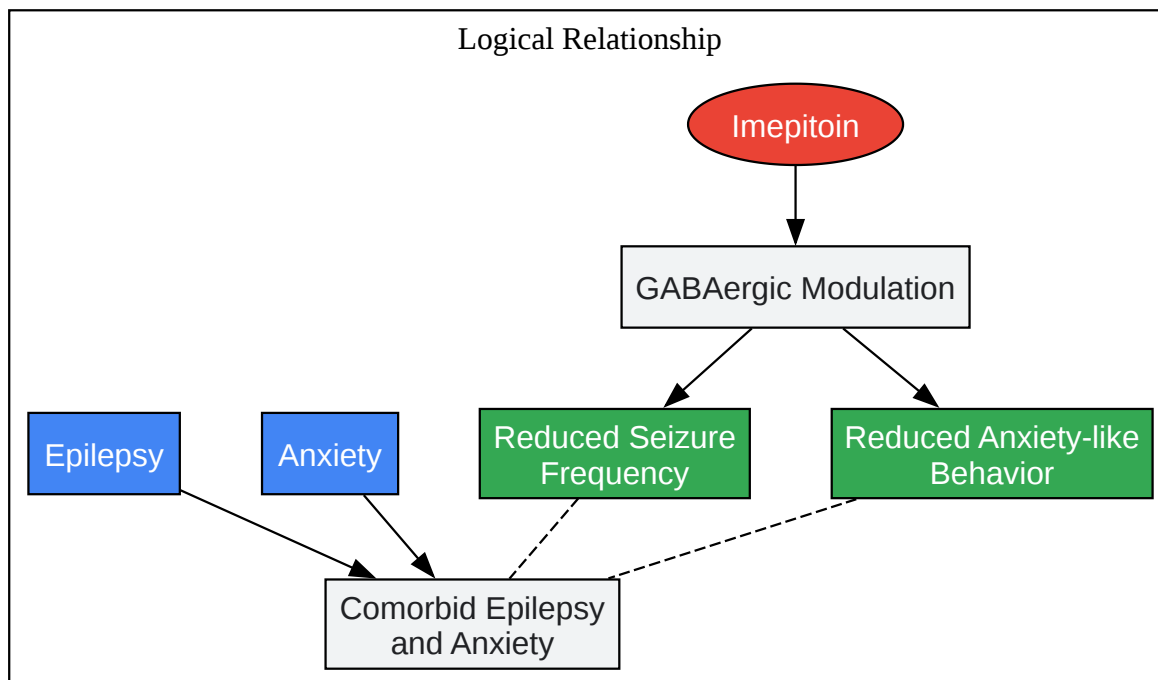 Logical Relationship
Imepitoin
GABAergic Modulation
Epilepsy
Anxiety
Reduced Seizure
Frequency
Reduced Anxiety-like
Behavior
Comorbid Epilepsy
and Anxiety